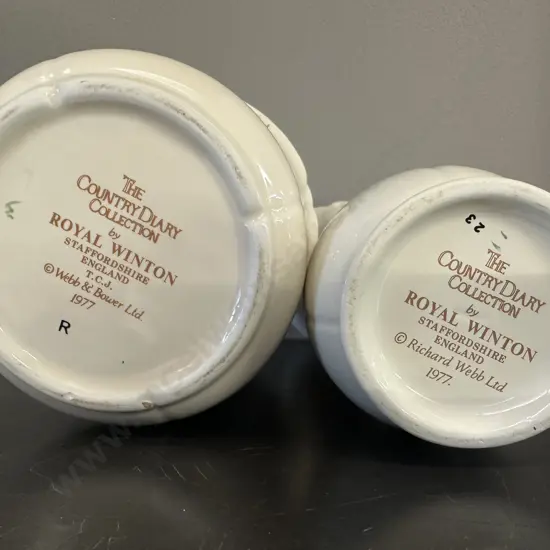 THE
COUNTRY DIARY
COLLECTION
by
ROYAL WINTON
STAFFORDSHIRE
ENGLAND
T.C.J.
© Webb & Bower Ltd.
1977
R
23
THE
COUNTRY DIARY
COLLECTION
by
ROYAL WINTON
STAFFORDSHIRE
ENGLAND
© Richard Webb Ltd
1977.